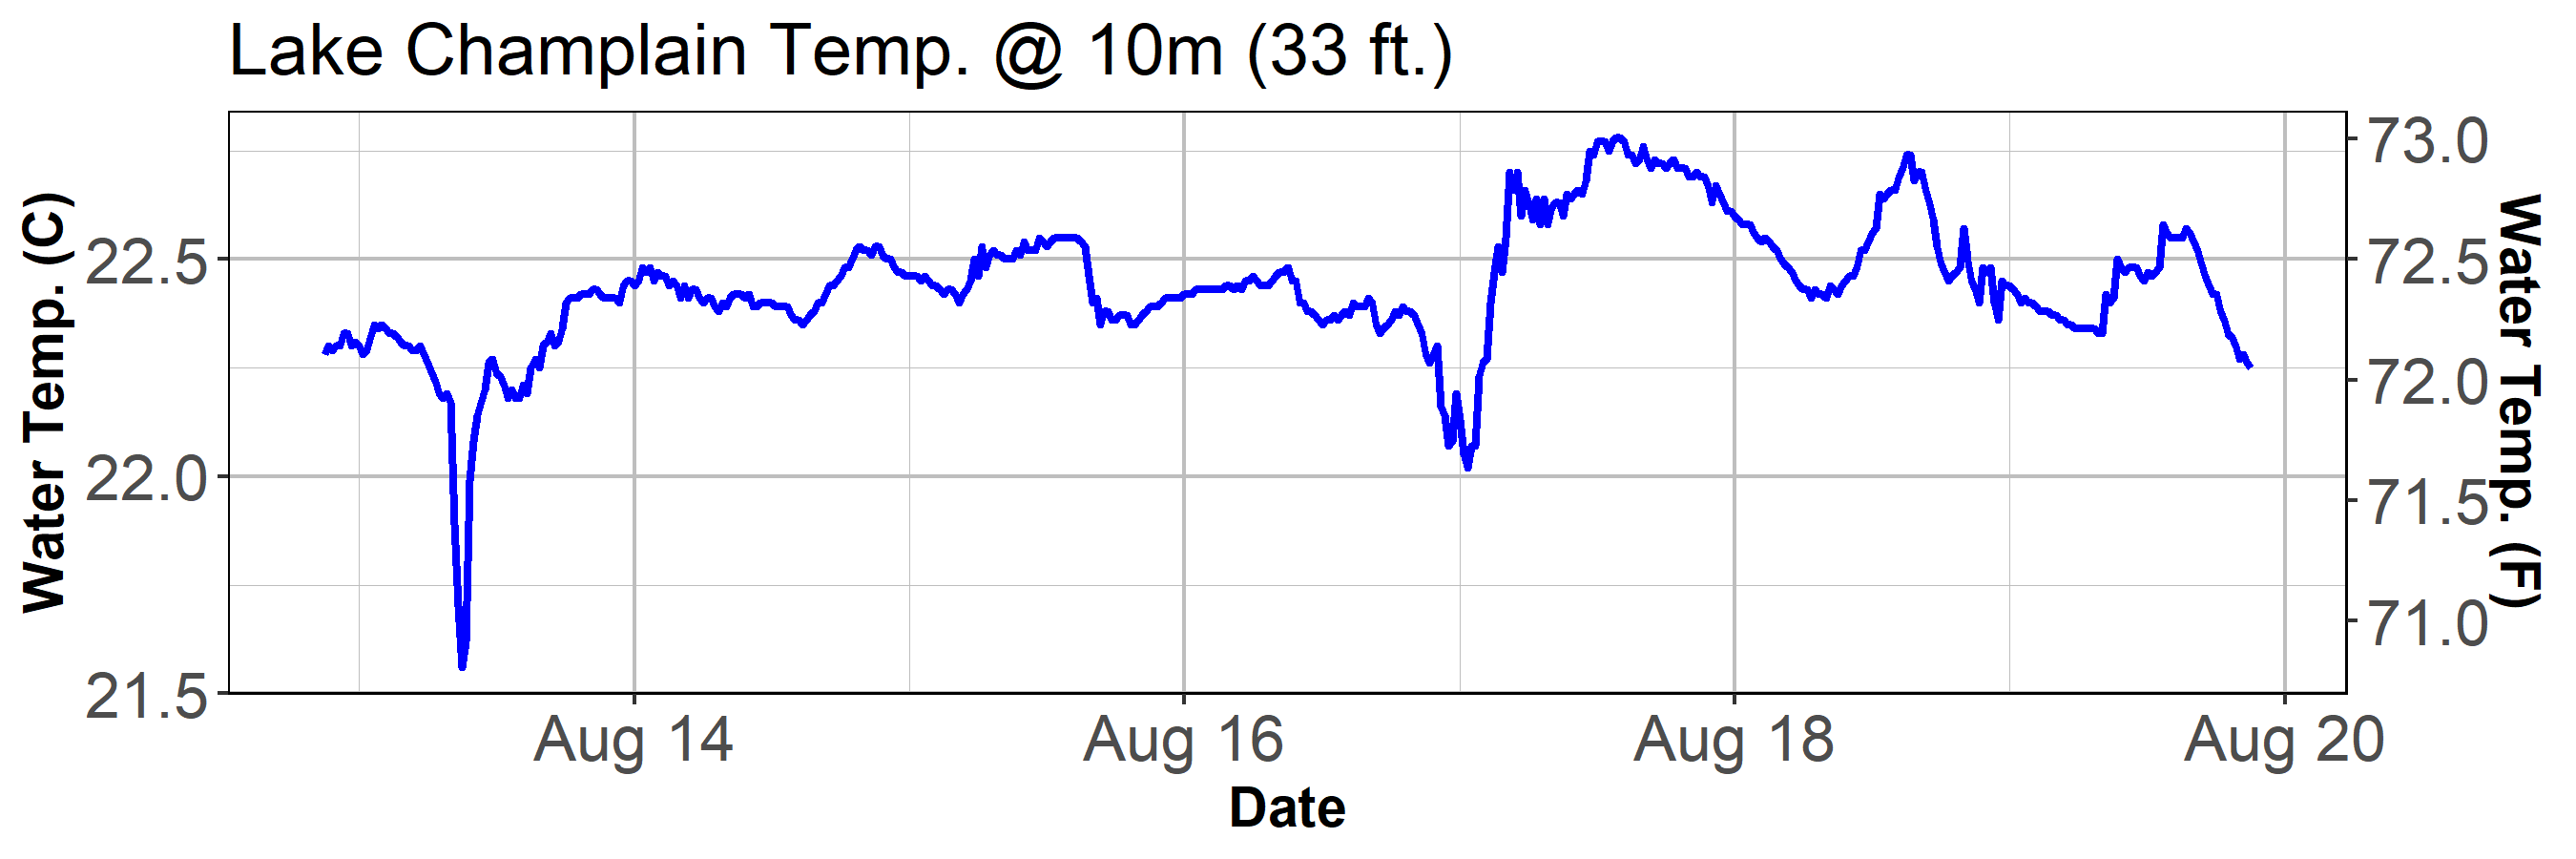 Lake Champlain Temp. @ 10m (33 ft.)
Water Temp. (C)
22.5
22.0
21.5
73.0
72.5
72.0
71.5
71.0
Water Temp. (F)
Aug 14
Aug 16
Aug 18
Aug 20
Date